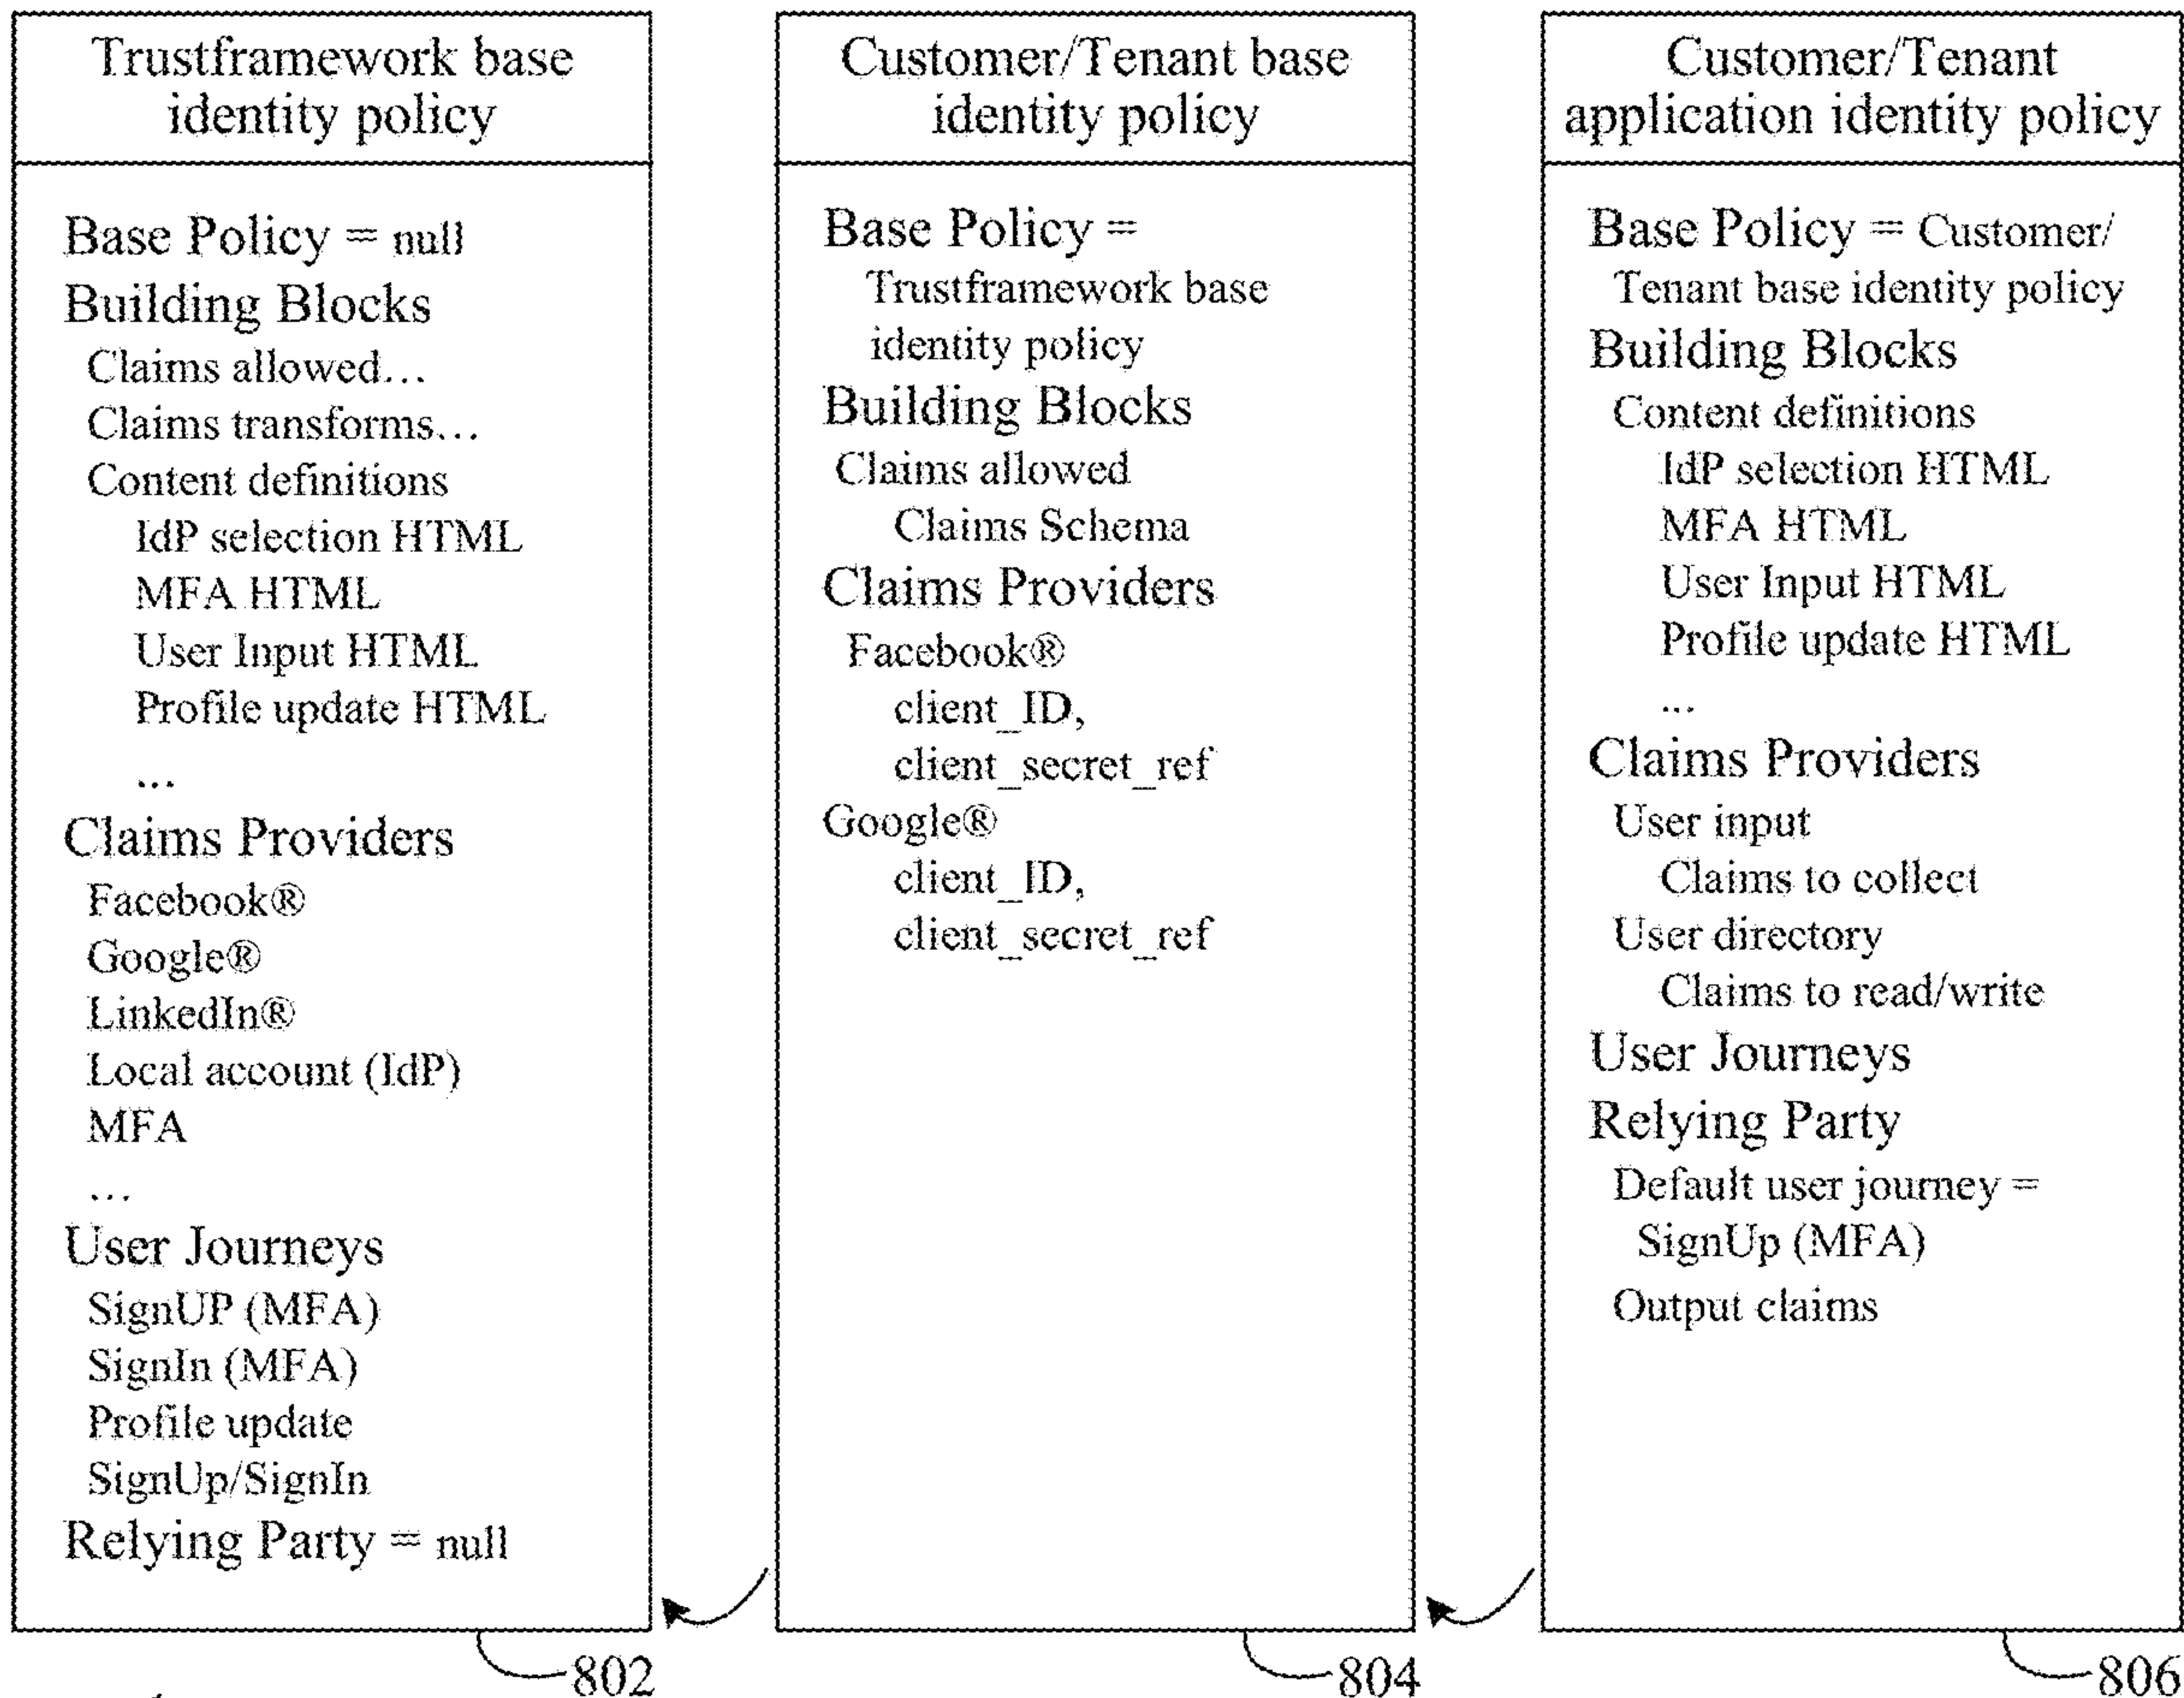 Trustframework base
identity policy
Base Policy = null
Building Blocks
Claims allowed...
Claims transforms...
Content definitions
IdP selection HTML
MFA HTML
User Input HTML
Profile update HTML
...
Claims Providers
Facebook®
Google®
LinkedIn®
Local account (IdP)
MFA
...
User Journeys
SignUP (MFA)
SignIn (MFA)
Profile update
SignUp/SignIn
Relying Party = null
802
Customer/Tenant base
identity policy
Base Policy =
Trustframework base
identity policy
Building Blocks
Claims allowed
Claims Schema
Claims Providers
Facebook®
client_ID,
client_secret_ref
Google®
client_ID,
client_secret_ref
804
Customer/Tenant
application identity policy
Base Policy = Customer/
Tenant base identity policy
Building Blocks
Content definitions
IdP selection HTML
MFA HTML
User Input HTML
Profile update HTML
...
Claims Providers
User input
Claims to collect
User directory
Claims to read/write
User Journeys
Relying Party
Default user journey =
SignUp (MFA)
Output claims
806